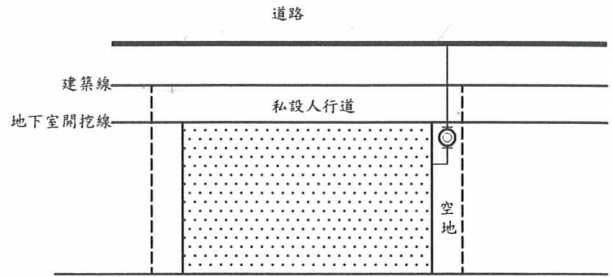 道路
建築線
私設人行道
地下室開挖線
空地